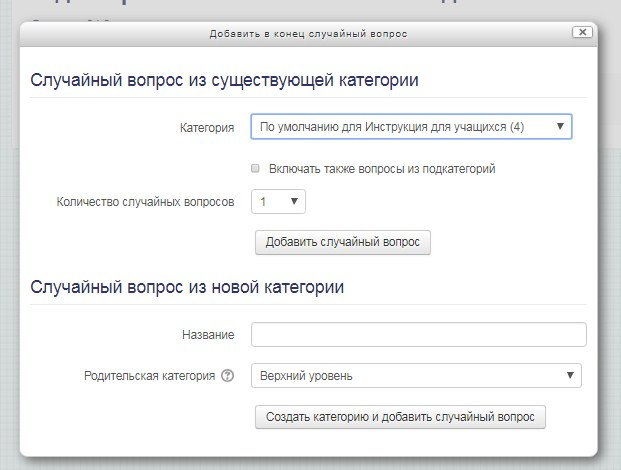 Добавить в конец случайный вопрос
Случайный вопрос из существующей категории
Категория
По умолчанию для Инструкция для учащихся (4)
Включать также вопросы из подкатегорий
Количество случайных вопросов
1
Добавить случайный вопрос
Случайный вопрос из новой категории
Название
Родительская категория
Верхний уровень
Создать категорию и добавить случайный вопрос